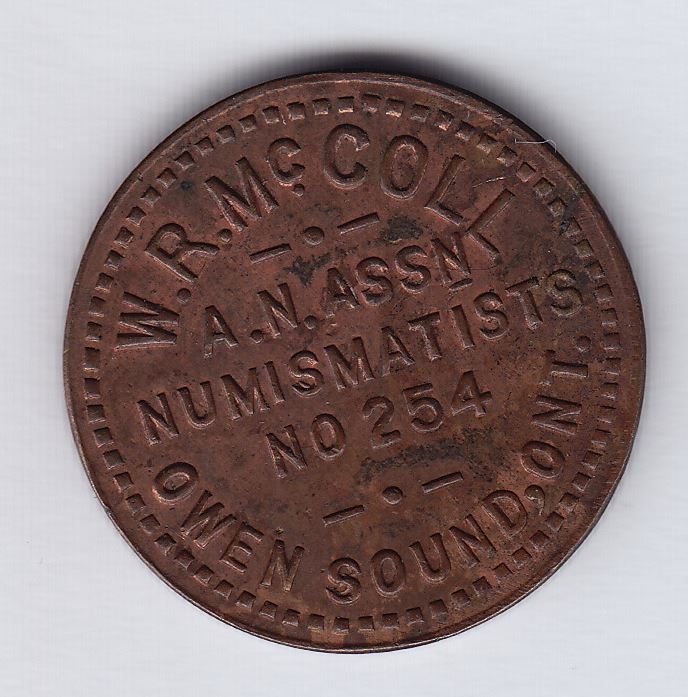 W.R.McCOLL
A.N.ASSN
NUMISMATISTS
NO 254
OWEN SOUND, ONT.